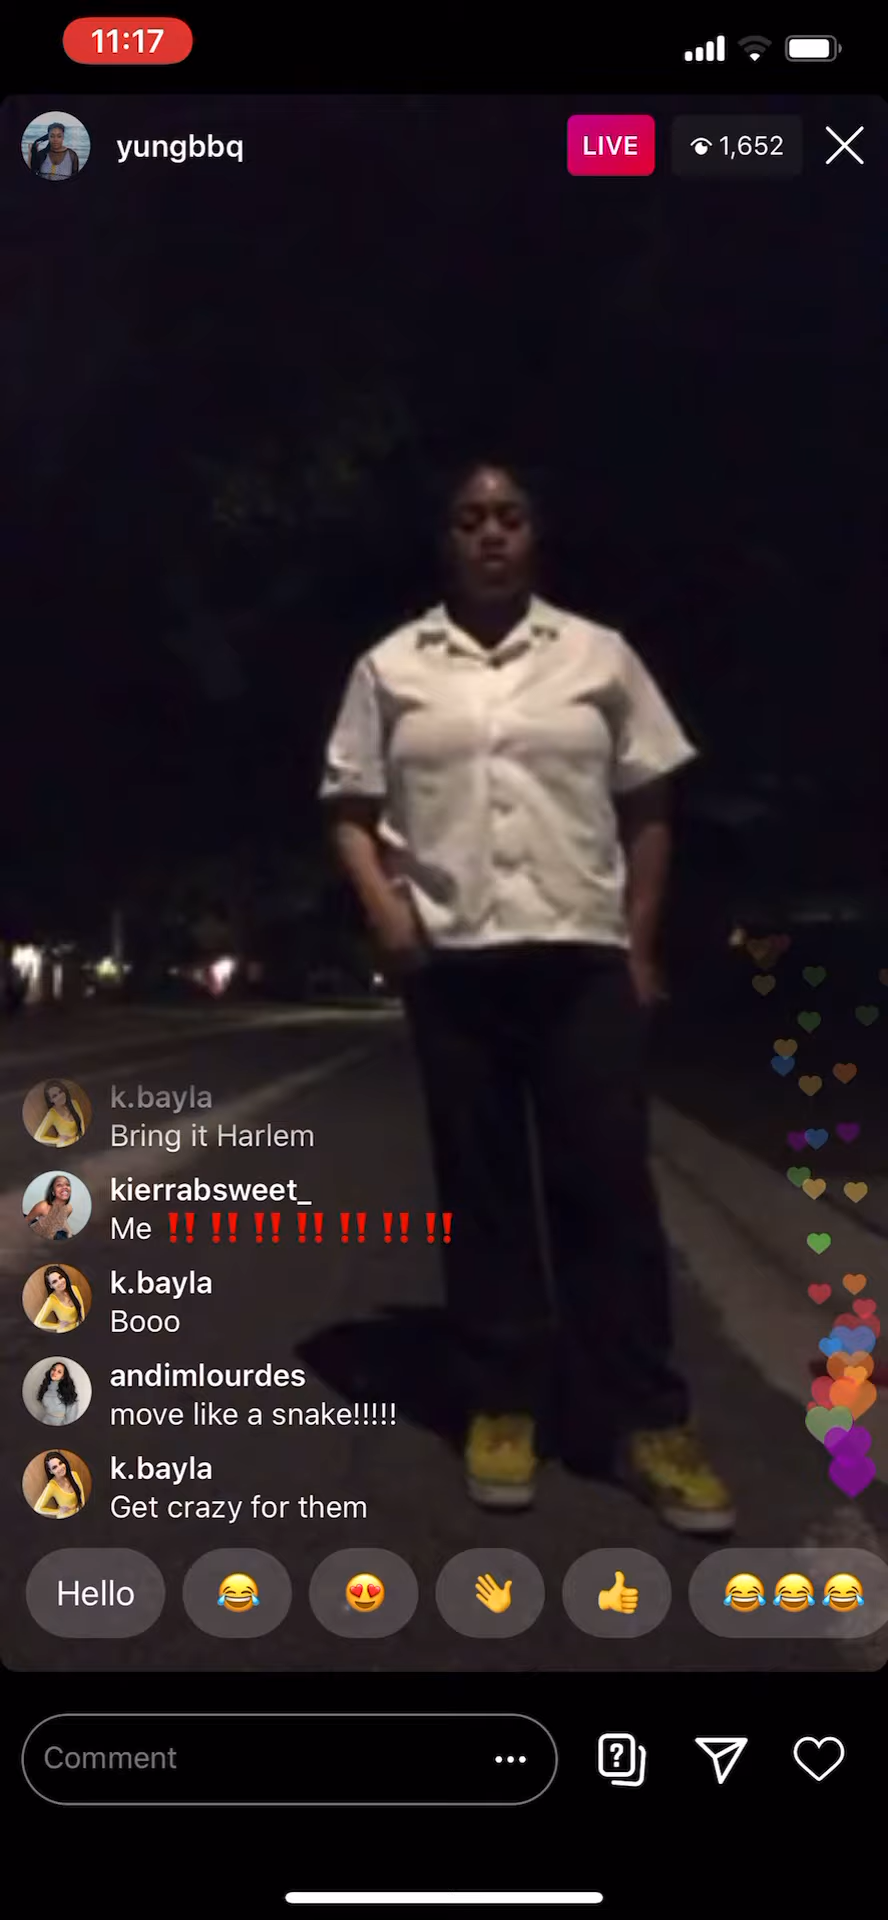 11:17
yungbbq
LIVE
1,652
k.bayla
Bring it Harlem
kierrabsweet_
Me ‼️ ‼️ ‼️ ‼️ ‼️ ‼️ ‼️
k.bayla
Booo
andimlourdes
move like a snake!!!!!
k.bayla
Get crazy for them
Hello 😂 😍 👋 👍 😂😂😂
Comment